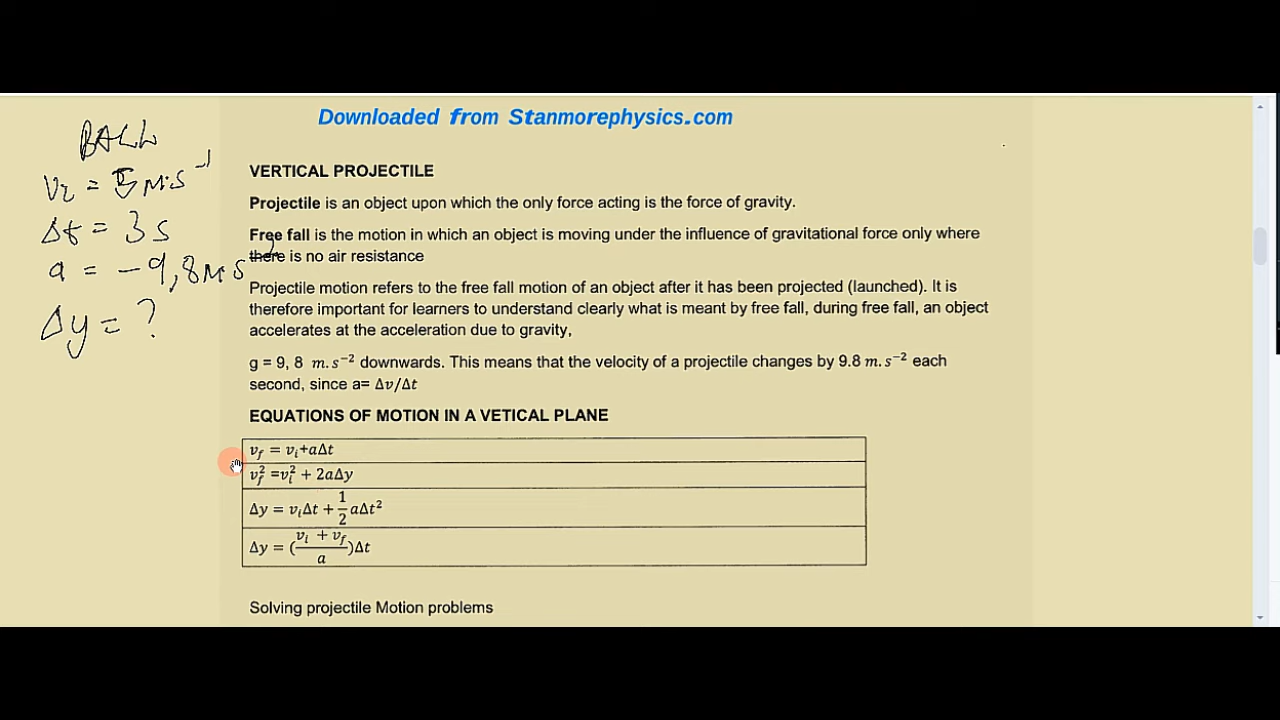 Downloaded from Stanmorephysics.com
BALL
Vi = 5 m·s⁻¹
Δt = 3 s
a = -9,8 m s
Δy = ?
VERTICAL PROJECTILE
Projectile is an object upon which the only force acting is the force of gravity.
Free fall is the motion in which an object is moving under the influence of gravitational force only where
there is no air resistance
Projectile motion refers to the free fall motion of an object after it has been projected (launched). It is
therefore important for learners to understand clearly what is meant by free fall, during free fall, an object
accelerates at the acceleration due to gravity,
g = 9, 8 m.s⁻² downwards. This means that the velocity of a projectile changes by 9.8 m.s⁻² each
second, since a= Δv/Δt
EQUATIONS OF MOTION IN A VETICAL PLANE
v_f = v_i+aΔt
v_f² =v_i² + 2aΔy
Δy = v_iΔt + 1/2 aΔt²
Δy = (v_i + v_f / a)Δt
Solving projectile Motion problems